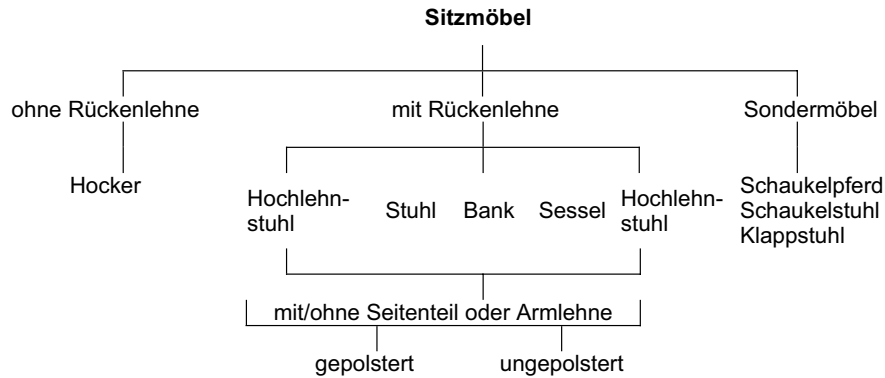 Sitzmöbel
ohne Rückenlehne
mit Rückenlehne
Sondermöbel
Hocker
Hochlehn-
stuhl
Stuhl
Bank
Sessel
Hochlehn-
stuhl
Schaukelpferd
Schaukelstuhl
Klappstuhl
mit/ohne Seitenteil oder Armlehne
gepolstert
ungepolstert